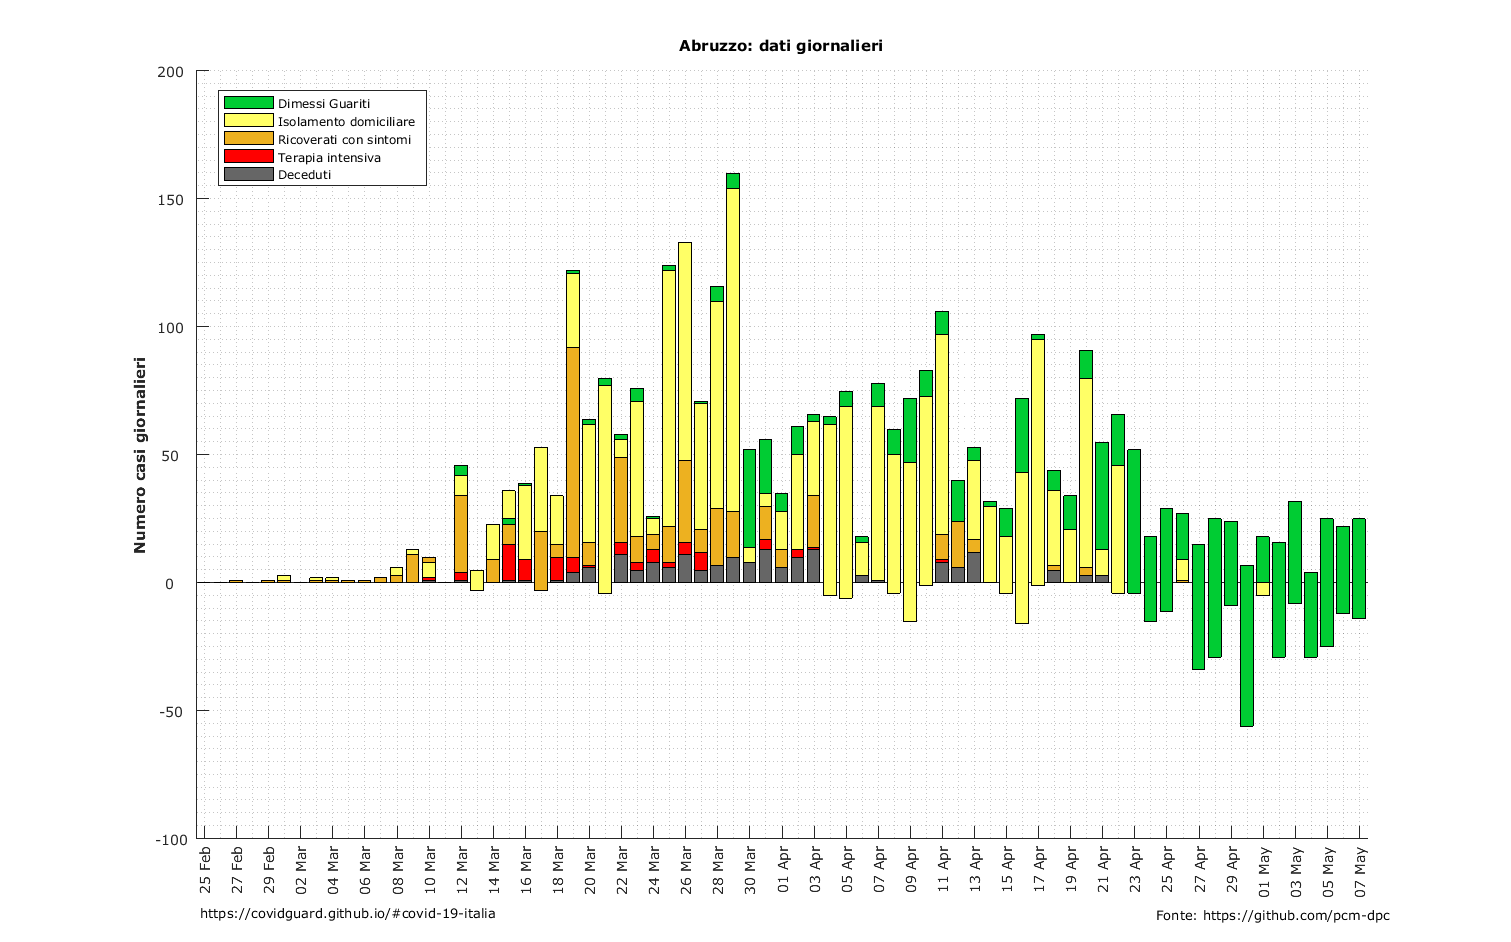 Abruzzo: dati giornalieri
200
150
100
50
0
-50
-100
Numero casi giornalieri
Dimessi Guariti
Isolamento domiciliare
Ricoverati con sintomi
Terapia intensiva
Deceduti
25 Feb
27 Feb
29 Feb
02 Mar
04 Mar
06 Mar
08 Mar
10 Mar
12 Mar
14 Mar
16 Mar
18 Mar
20 Mar
22 Mar
24 Mar
26 Mar
28 Mar
30 Mar
01 Apr
03 Apr
05 Apr
07 Apr
09 Apr
11 Apr
13 Apr
15 Apr
17 Apr
19 Apr
21 Apr
23 Apr
25 Apr
27 Apr
29 Apr
01 May
03 May
05 May
07 May
https://covidguard.github.io/#covid-19-italia
Fonte: https://github.com/pcm-dpc